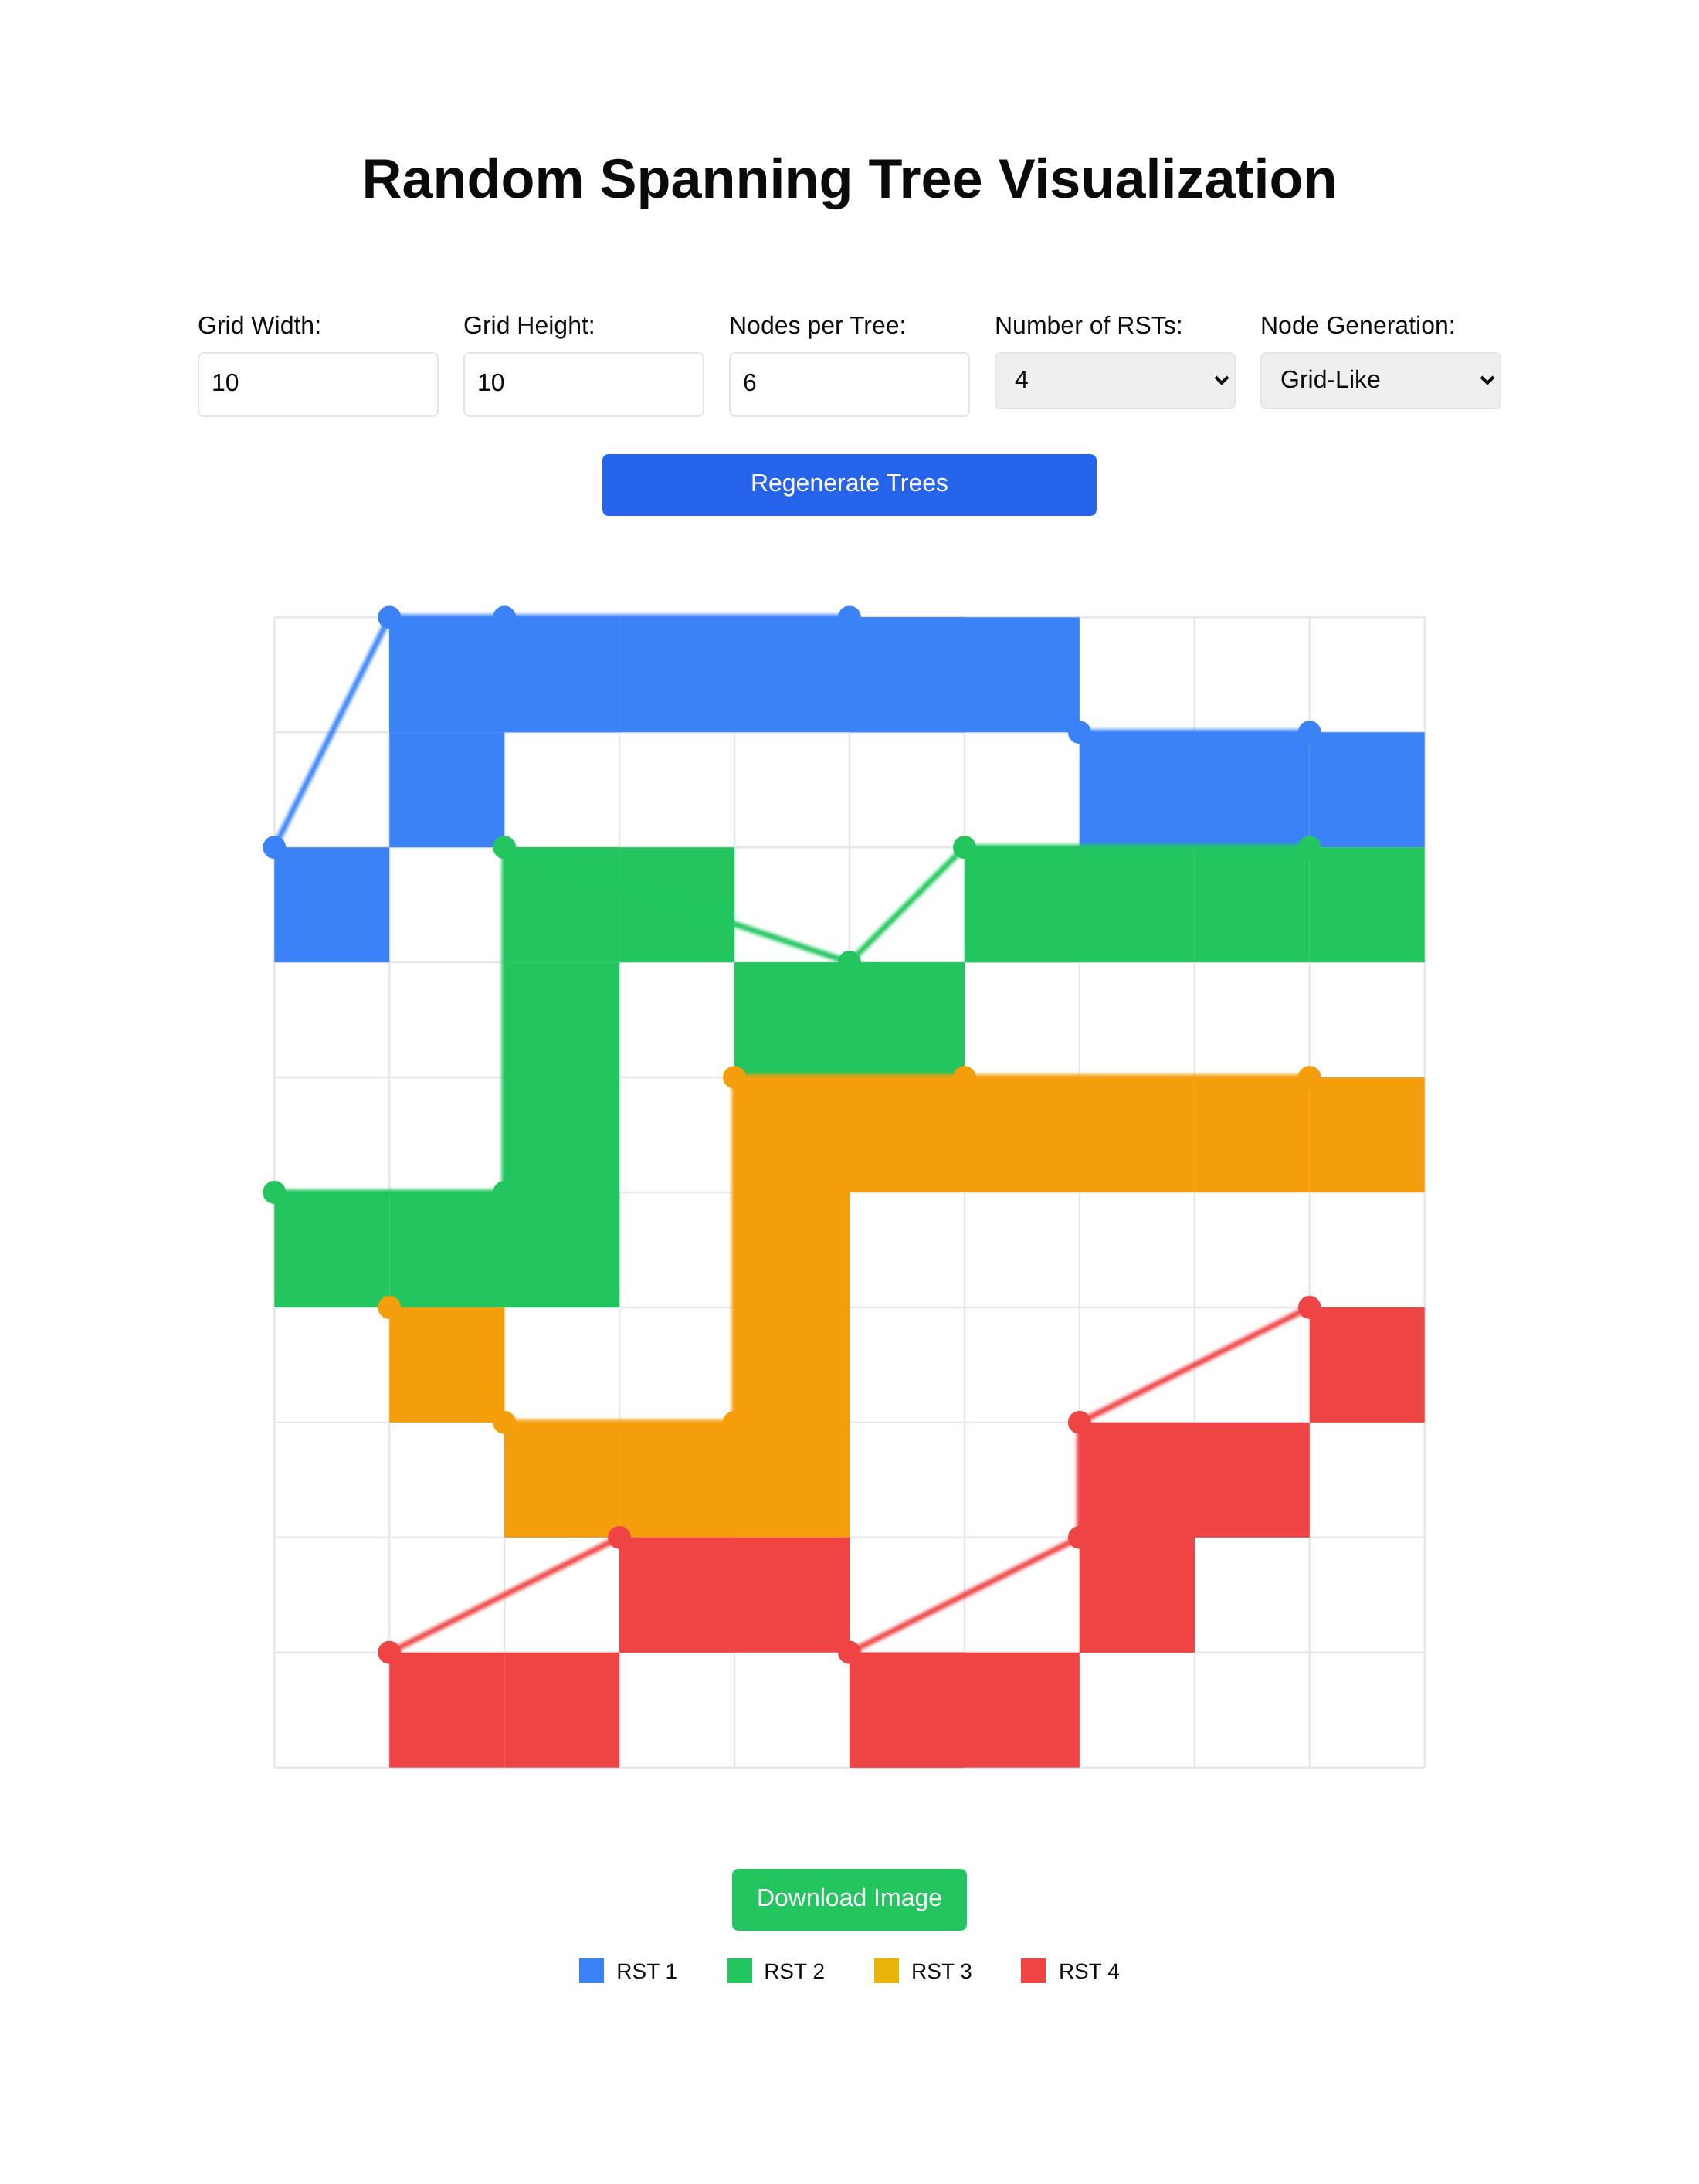 Random Spanning Tree Visualization
Grid Width: Grid Height: Nodes per Tree: Number of RSTs: Node Generation:
10 10 6 4 Grid-Like
Regenerate Trees
Download Image
RST 1 RST 2 RST 3 RST 4